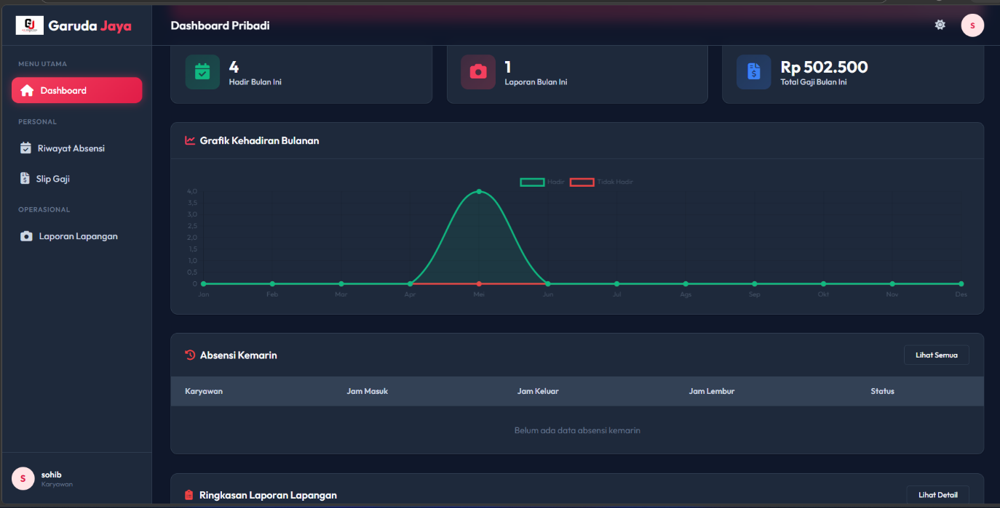 GJ
Garuda Jaya
Dashboard Pribadi
S
MENU UTAMA
Dashboard
PERSONAL
Riwayat Absensi
Slip Gaji
OPERASIONAL
Laporan Lapangan
4
Hadir Bulan Ini
1
Laporan Bulan Ini
Rp 502.500
Total Gaji Bulan Ini
Grafik Kehadiran Bulanan
Hadir Tidak Hadir
4,0
3,5
3,0
2,5
2,0
1,5
1,0
0,5
0
Jan Feb Mar Apr Mei Jun Jul Ags Sep Okt Nov Des
Absensi Kemarin
Lihat Semua
Karyawan Jam Masuk Jam Keluar Jam Lembur Status
Belum ada data absensi kemarin
Ringkasan Laporan Lapangan
Lihat Detail
S
sohib
Karyawan